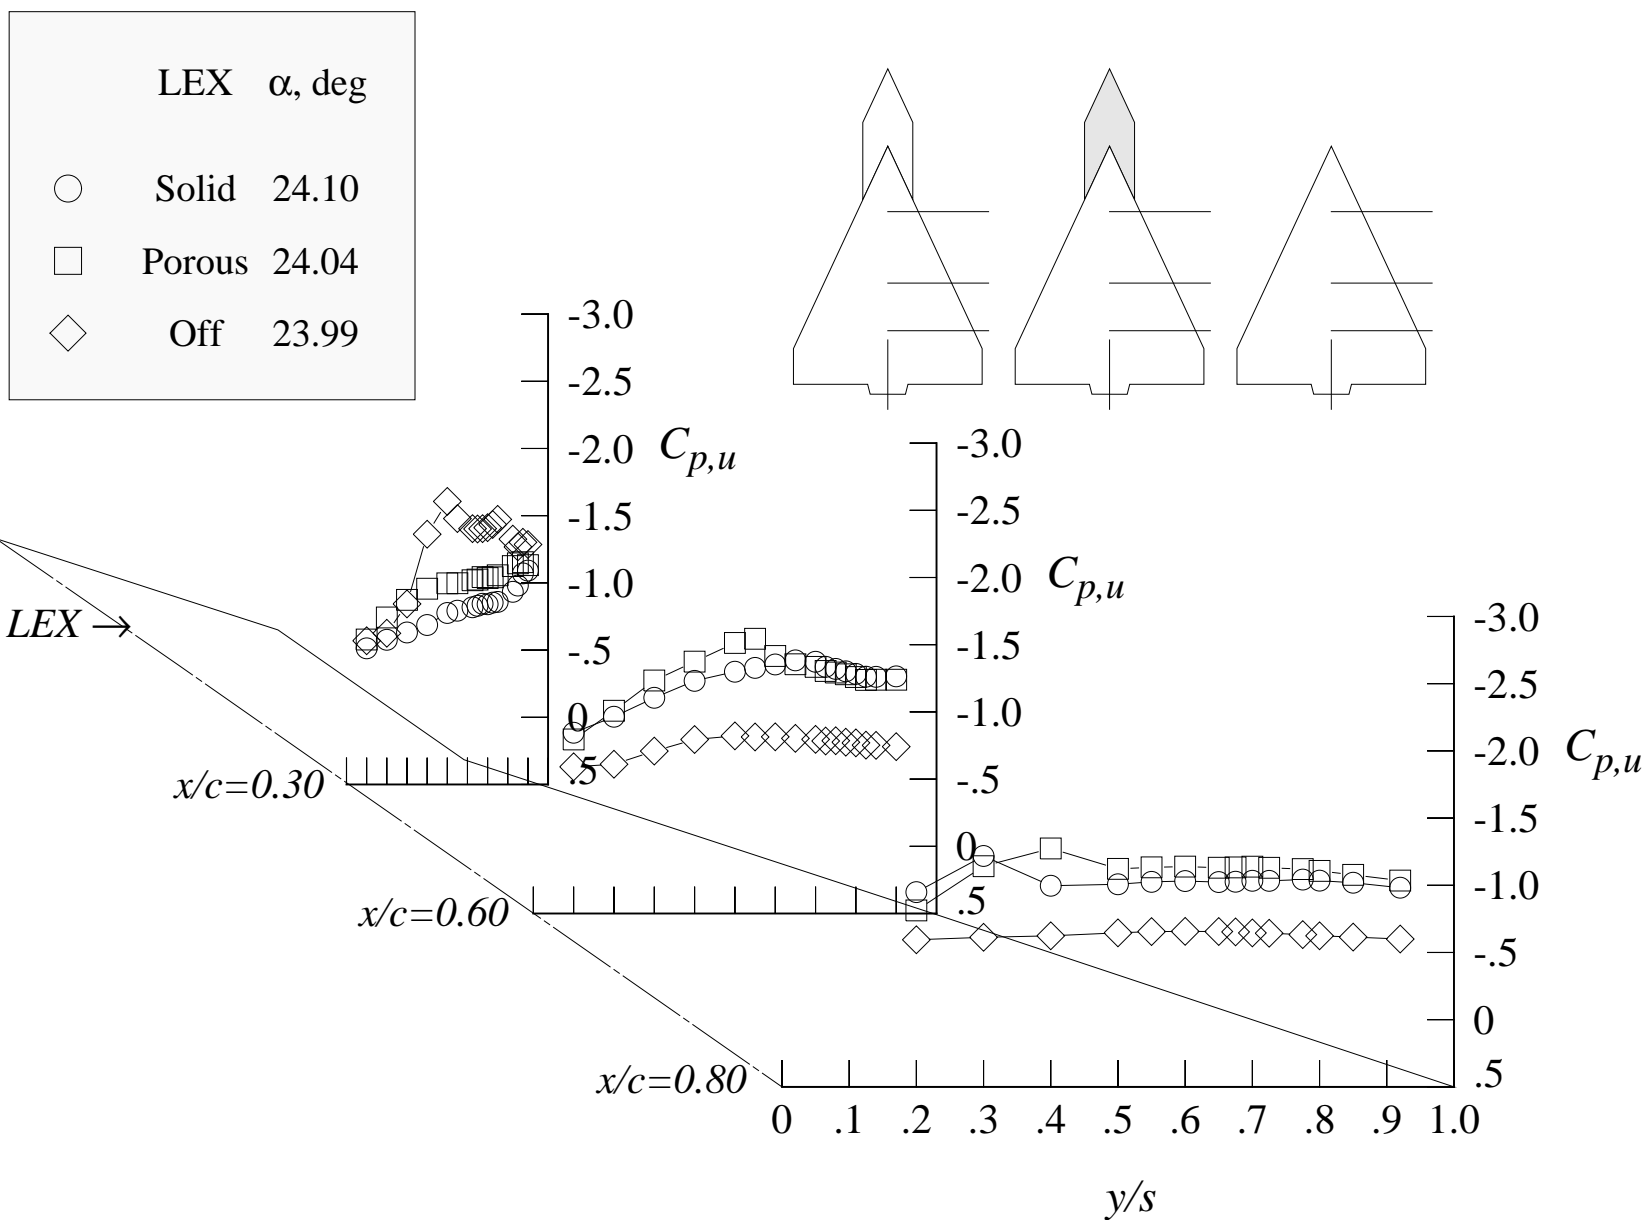 LEX α, deg
Solid 24.10
Porous 24.04
Off 23.99
-3.0
-2.5
-2.0 Cp,u
-1.5
-1.0
-.5
0
.5
x/c=0.30
LEX →
-3.0
-2.5
-2.0 Cp,u
-1.5
-1.0
-.5
0
.5
x/c=0.60
-3.0
-2.5
-2.0 Cp,u
-1.5
-1.0
-.5
0
.5
x/c=0.80
0 .1 .2 .3 .4 .5 .6 .7 .8 .9 1.0
y/s